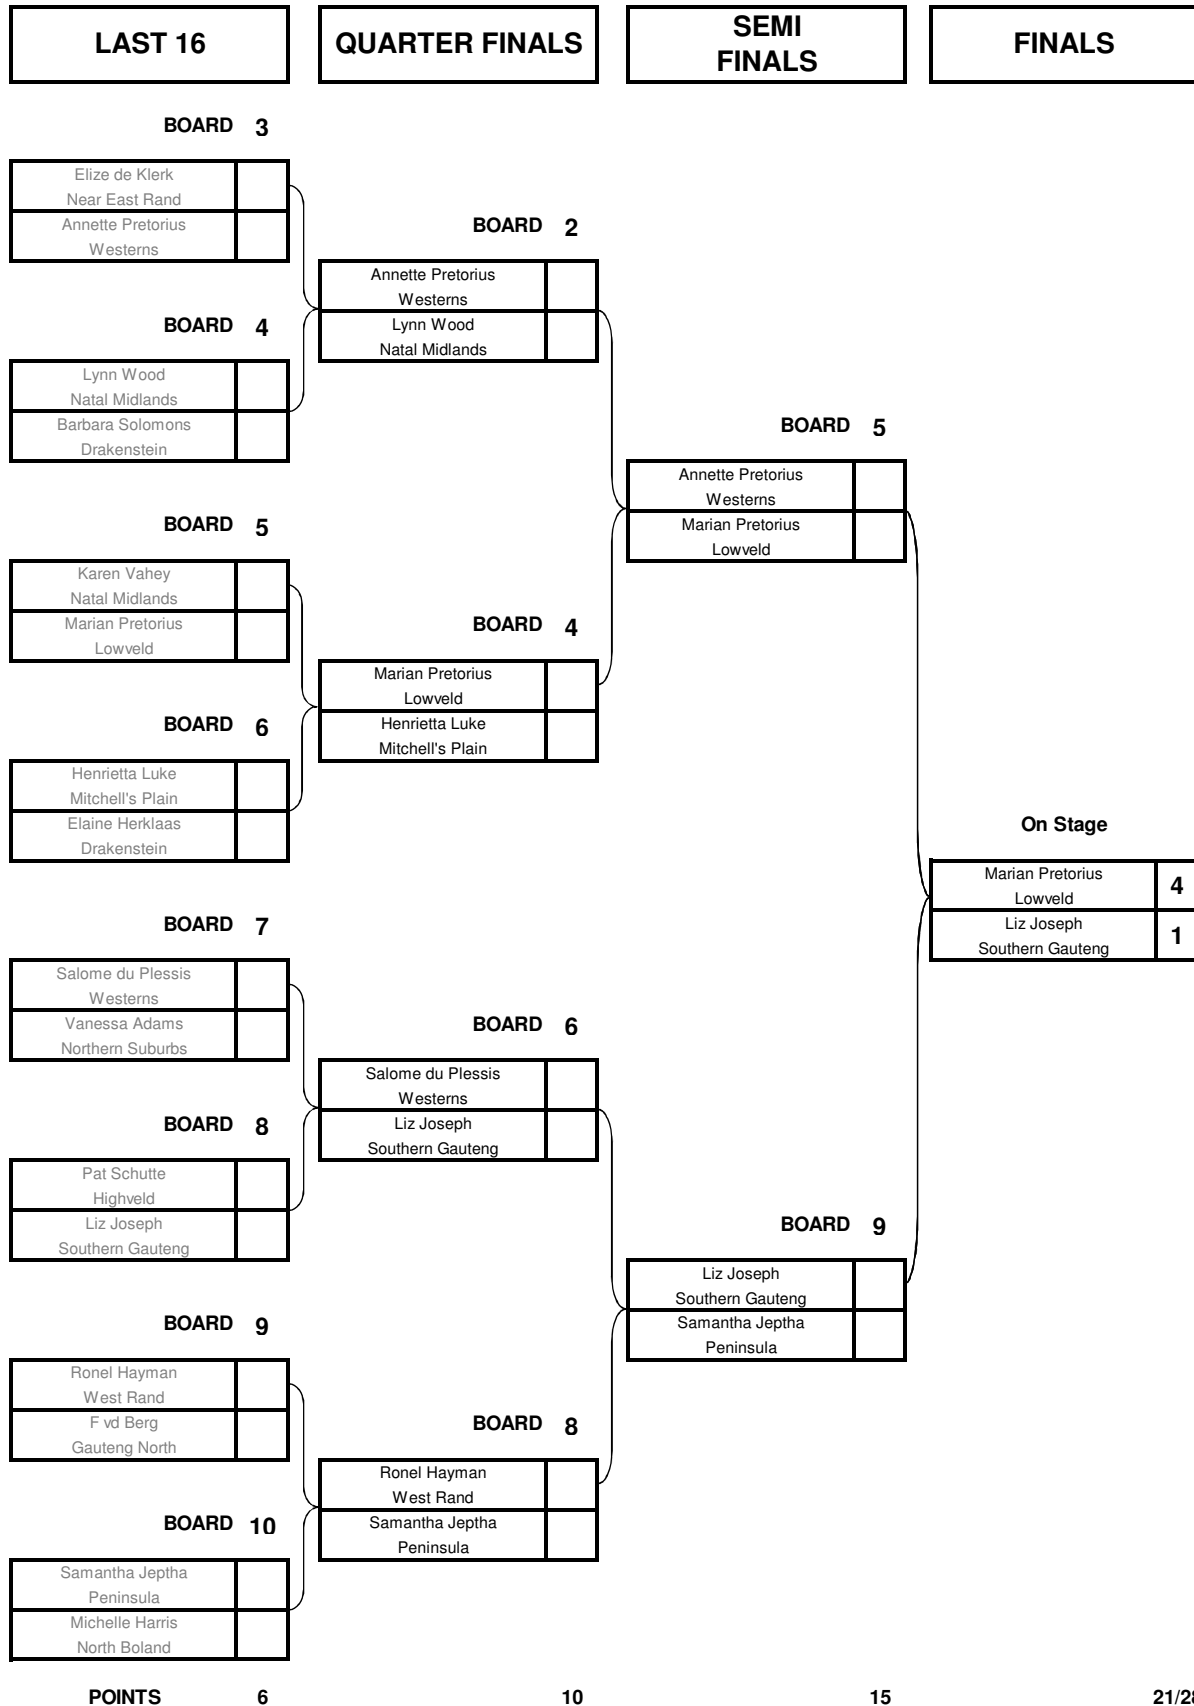 LAST 16
QUARTER FINALS
SEMI
FINALS
FINALS
BOARD 3
Elize de Klerk
Near East Rand
Annette Pretorius
Westerns
BOARD 4
Lynn Wood
Natal Midlands
Barbara Solomons
Drakenstein
BOARD 5
Karen Vahey
Natal Midlands
Marian Pretorius
Lowveld
BOARD 6
Henrietta Luke
Mitchell's Plain
Elaine Herklaas
Drakenstein
BOARD 7
Salome du Plessis
Westerns
Vanessa Adams
Northern Suburbs
BOARD 8
Pat Schutte
Highveld
Liz Joseph
Southern Gauteng
BOARD 9
Ronel Hayman
West Rand
F vd Berg
Gauteng North
BOARD 10
Samantha Jeptha
Peninsula
Michelle Harris
North Boland
BOARD 2
Annette Pretorius
Westerns
Lynn Wood
Natal Midlands
BOARD 4
Marian Pretorius
Lowveld
Henrietta Luke
Mitchell's Plain
BOARD 6
Salome du Plessis
Westerns
Liz Joseph
Southern Gauteng
BOARD 8
Ronel Hayman
West Rand
Samantha Jeptha
Peninsula
BOARD 5
Annette Pretorius
Westerns
Marian Pretorius
Lowveld
BOARD 9
Liz Joseph
Southern Gauteng
Samantha Jeptha
Peninsula
On Stage
Marian Pretorius
Lowveld
4
Liz Joseph
Southern Gauteng
1
POINTS 6 10 15 21/28